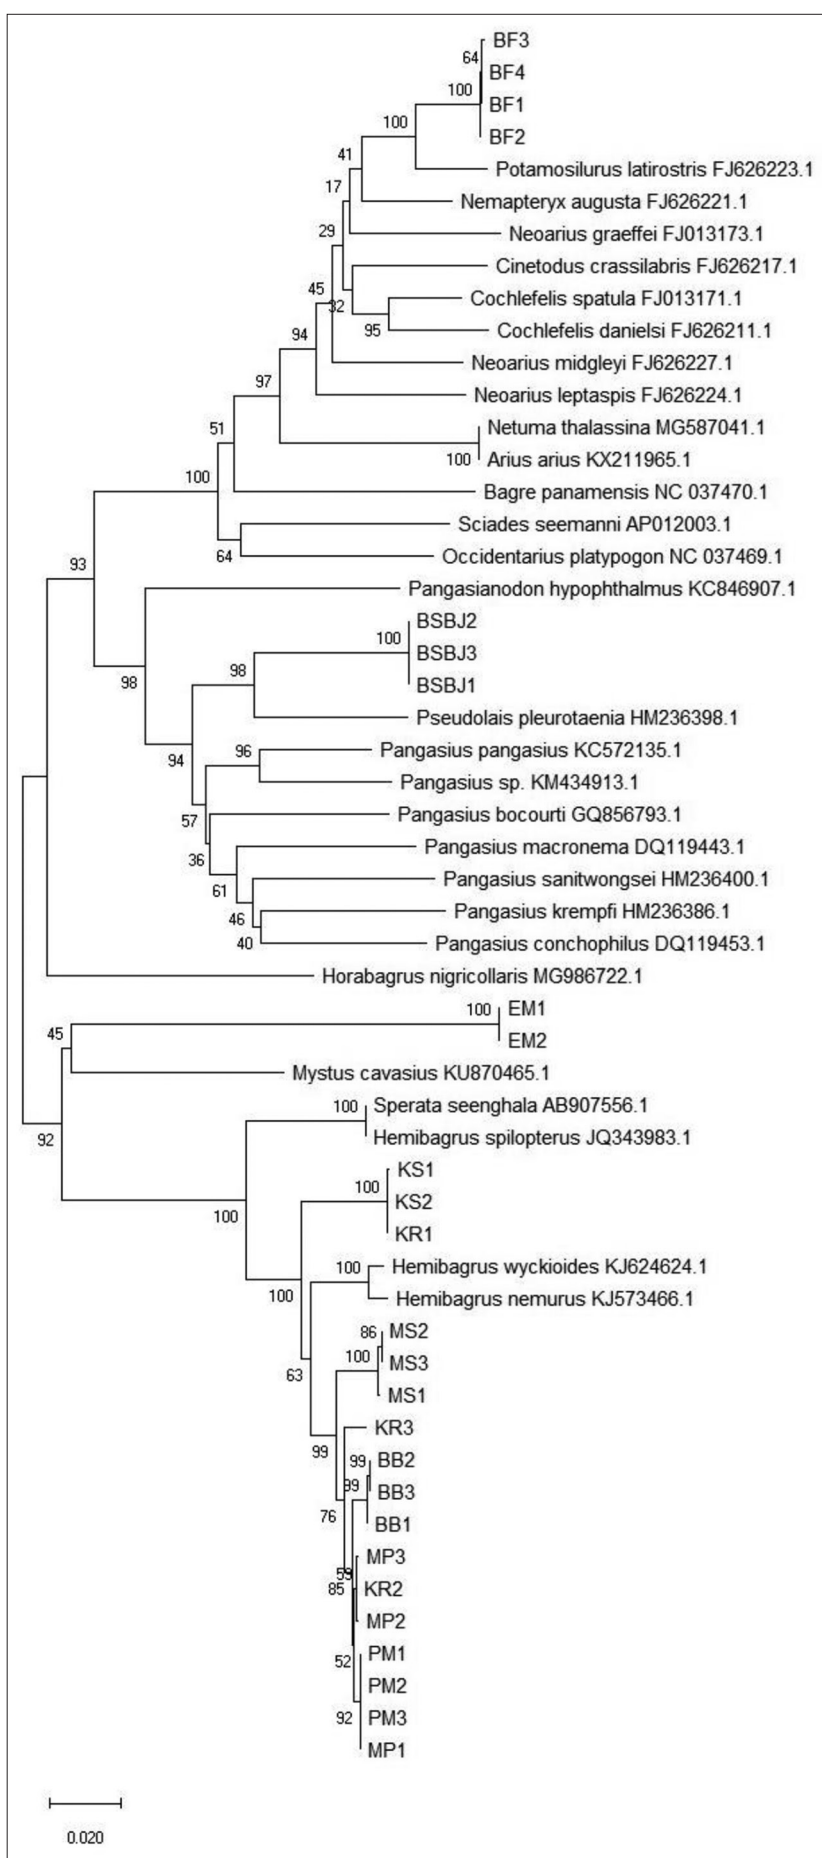 BF3
64
BF4
100
BF1
100
BF2
41
Potamosilurus latirostris FJ626223.1
17
Nemapteryx augusta FJ626221.1
29
Neoarius graeffei FJ013173.1
Cinetodus crassilabris FJ626217.1
45
Cochlefelis spatula FJ013171.1
32
95
Cochlefelis danielsi FJ626211.1
94
Neoarius midgleyi FJ626227.1
97
Neoarius leptaspis FJ626224.1
51
Netuma thalassina MG587041.1
100
Arius arius KX211965.1
100
Bagre panamensis NC 037470.1
Sciades seemanni AP012003.1
64
Occidentarius platypogon NC 037469.1
93
Pangasianodon hypophthalmus KC846907.1
BSBJ2
100
BSBJ3
98
98
BSBJ1
Pseudolais pleurotaenia HM236398.1
94
96
Pangasius pangasius KC572135.1
Pangasius sp. KM434913.1
57
Pangasius bocourti GQ856793.1
36
Pangasius macronema DQ119443.1
61
Pangasius sanitwongsei HM236400.1
46
Pangasius krempfi HM236386.1
40
Pangasius conchophilus DQ119453.1
Horabagrus nigricollaris MG986722.1
100
EM1
45
EM2
Mystus cavasius KU870465.1
92
100
Sperata seenghala AB907556.1
Hemibagrus spilopterus JQ343983.1
KS1
100
KS2
100
KR1
100
Hemibagrus wyckioides KJ624624.1
100
Hemibagrus nemurus KJ573466.1
86
MS2
100
MS3
63
MS1
KR3
99
99
BB2
BB3
76
BB1
MP3
59
85
KR2
MP2
52
PM1
PM2
92
PM3
MP1
0.020